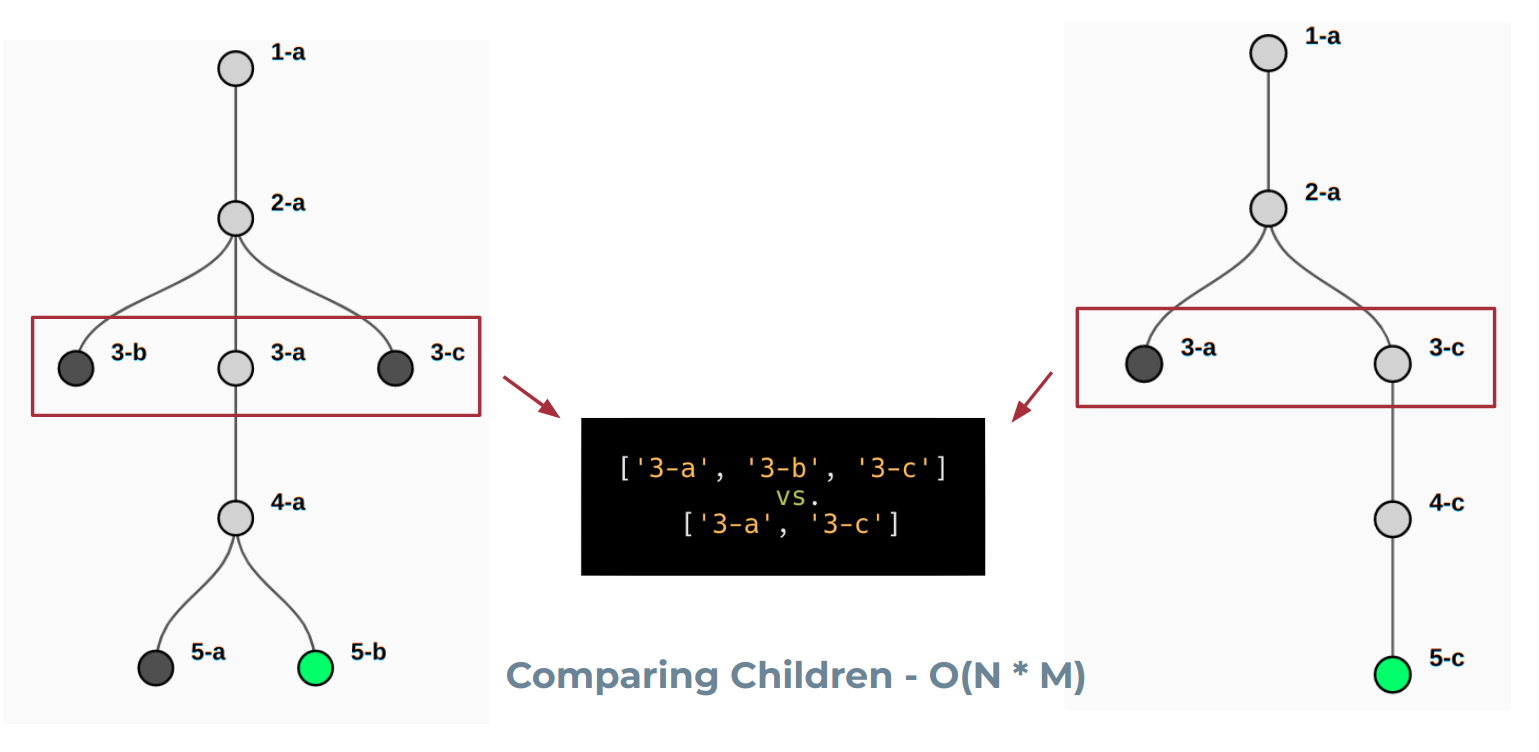 1-a
2-a
3-b
3-a
3-c
4-a
5-a
5-b
['3-a', '3-b', '3-c']
vs.
['3-a', '3-c']
Comparing Children - O(N * M)
1-a
2-a
3-a
3-c
4-c
5-c